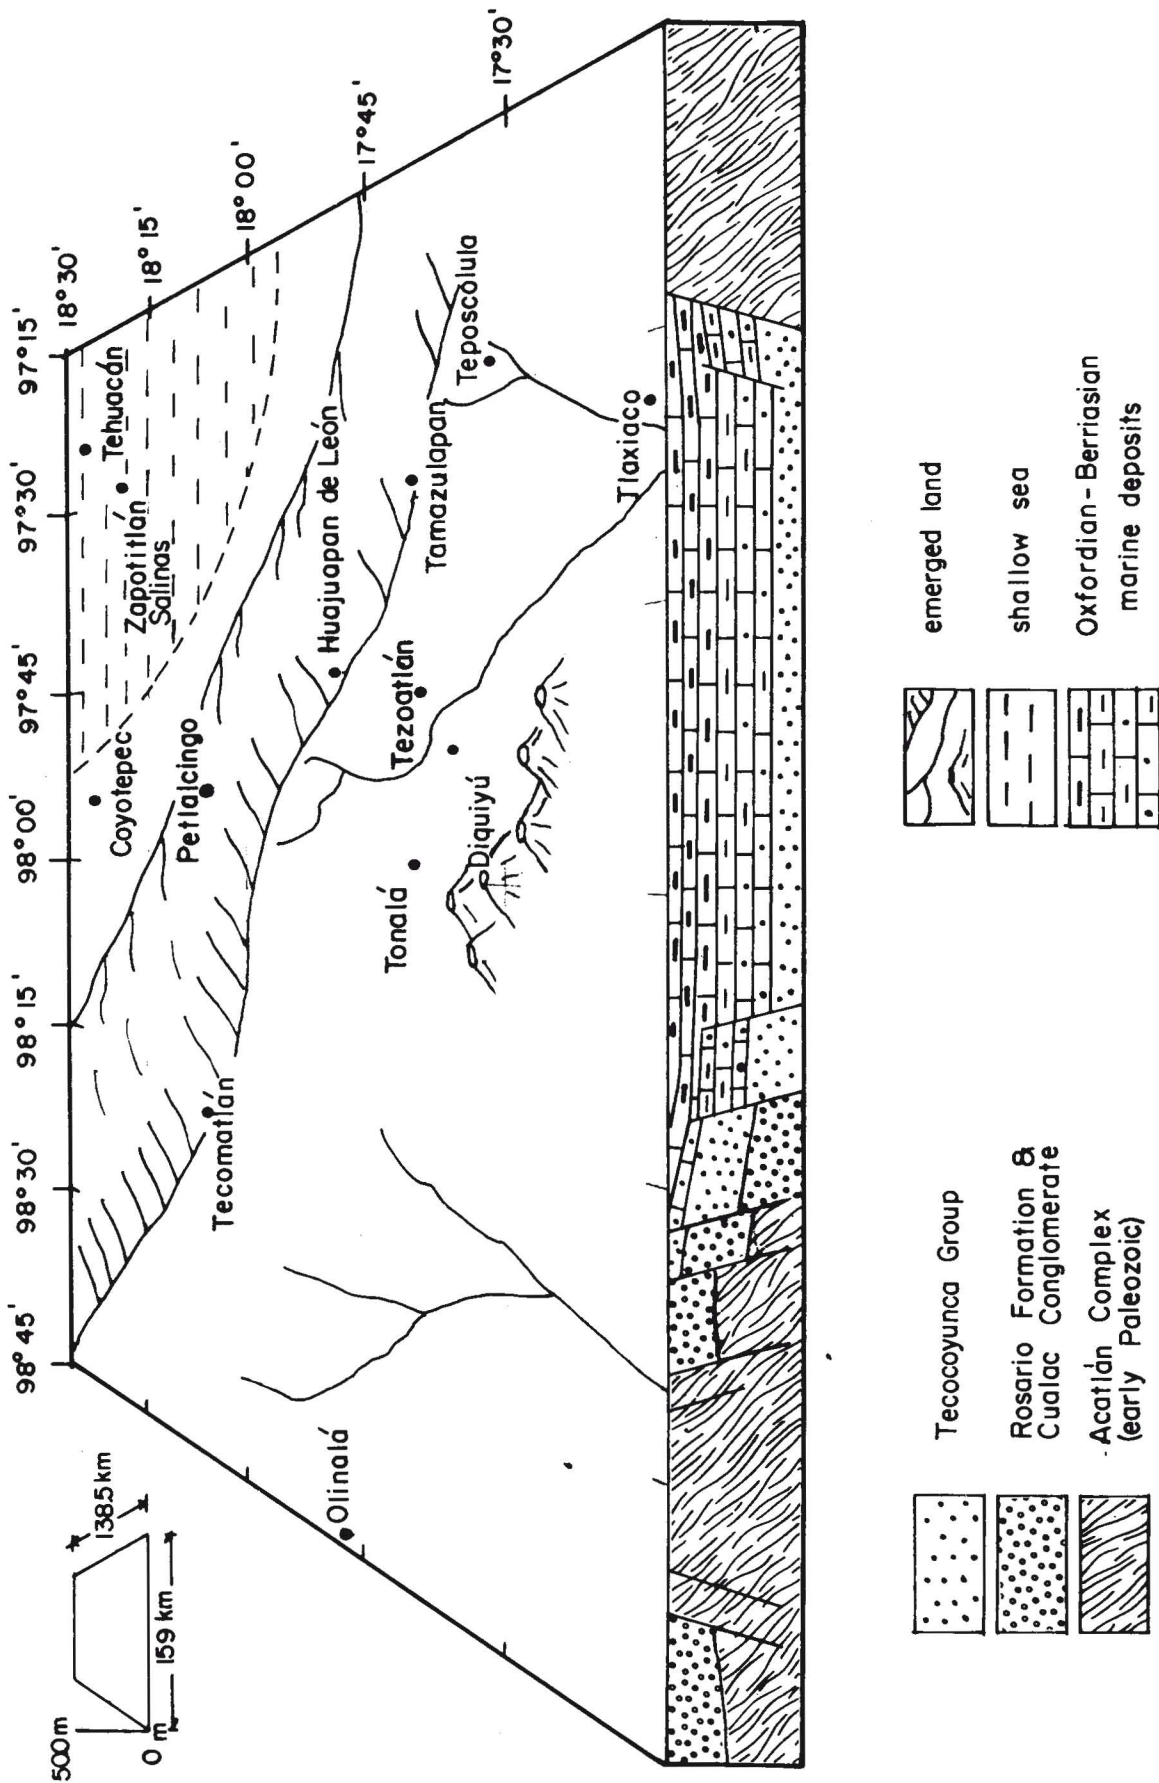 500m
0 m
159 km
138.5km
98°45'
98°30'
98°15'
98°00'
97°45'
97°30'
97°15'
18°30'
18°15'
18°00'
17°45'
17°30'
Tehuacán
Zapotitlán
Salinas
Coyotepec
Petlalcingo
Huajuapan de León
Tecomatlán
Tamazulapan
Teposcolula
Tezoatlán
Tonalá
Diquiyú
Tlaxiaco
Olinalá
Tecocoyunca Group
Rosario Formation &
Cualac Conglomerate
Acatlán Complex
(early Paleozoic)
emerged land
shallow sea
Oxfordian-Berriasian
marine deposits